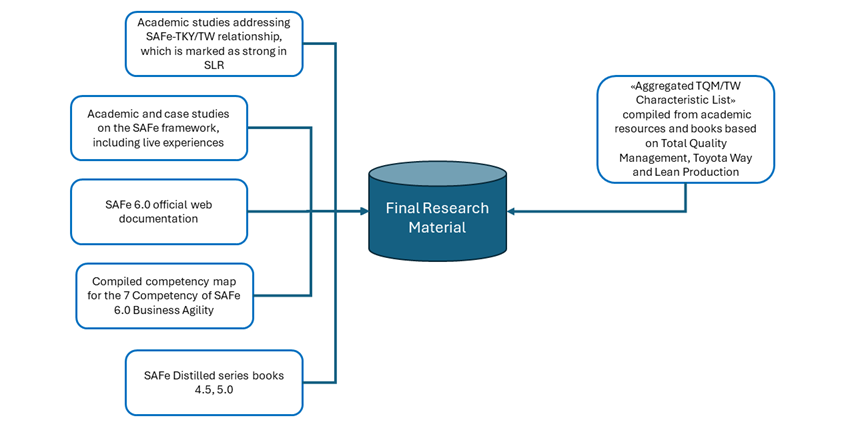 Academic studies addressing
SAFe-TKY/TW relationship,
which is marked as strong in
SLR
Academic and case studies
on the SAFe framework,
including live experiences
SAFe 6.0 official web
documentation
Compiled competency map
for the 7 Competency of SAFe
6.0 Business Agility
SAFe Distilled series books
4.5, 5.0
Final Research
Material
«Aggregated TQM/TW
Characteristic List»
compiled from academic
resources and books based
on Total Quality
Management, Toyota Way
and Lean Production